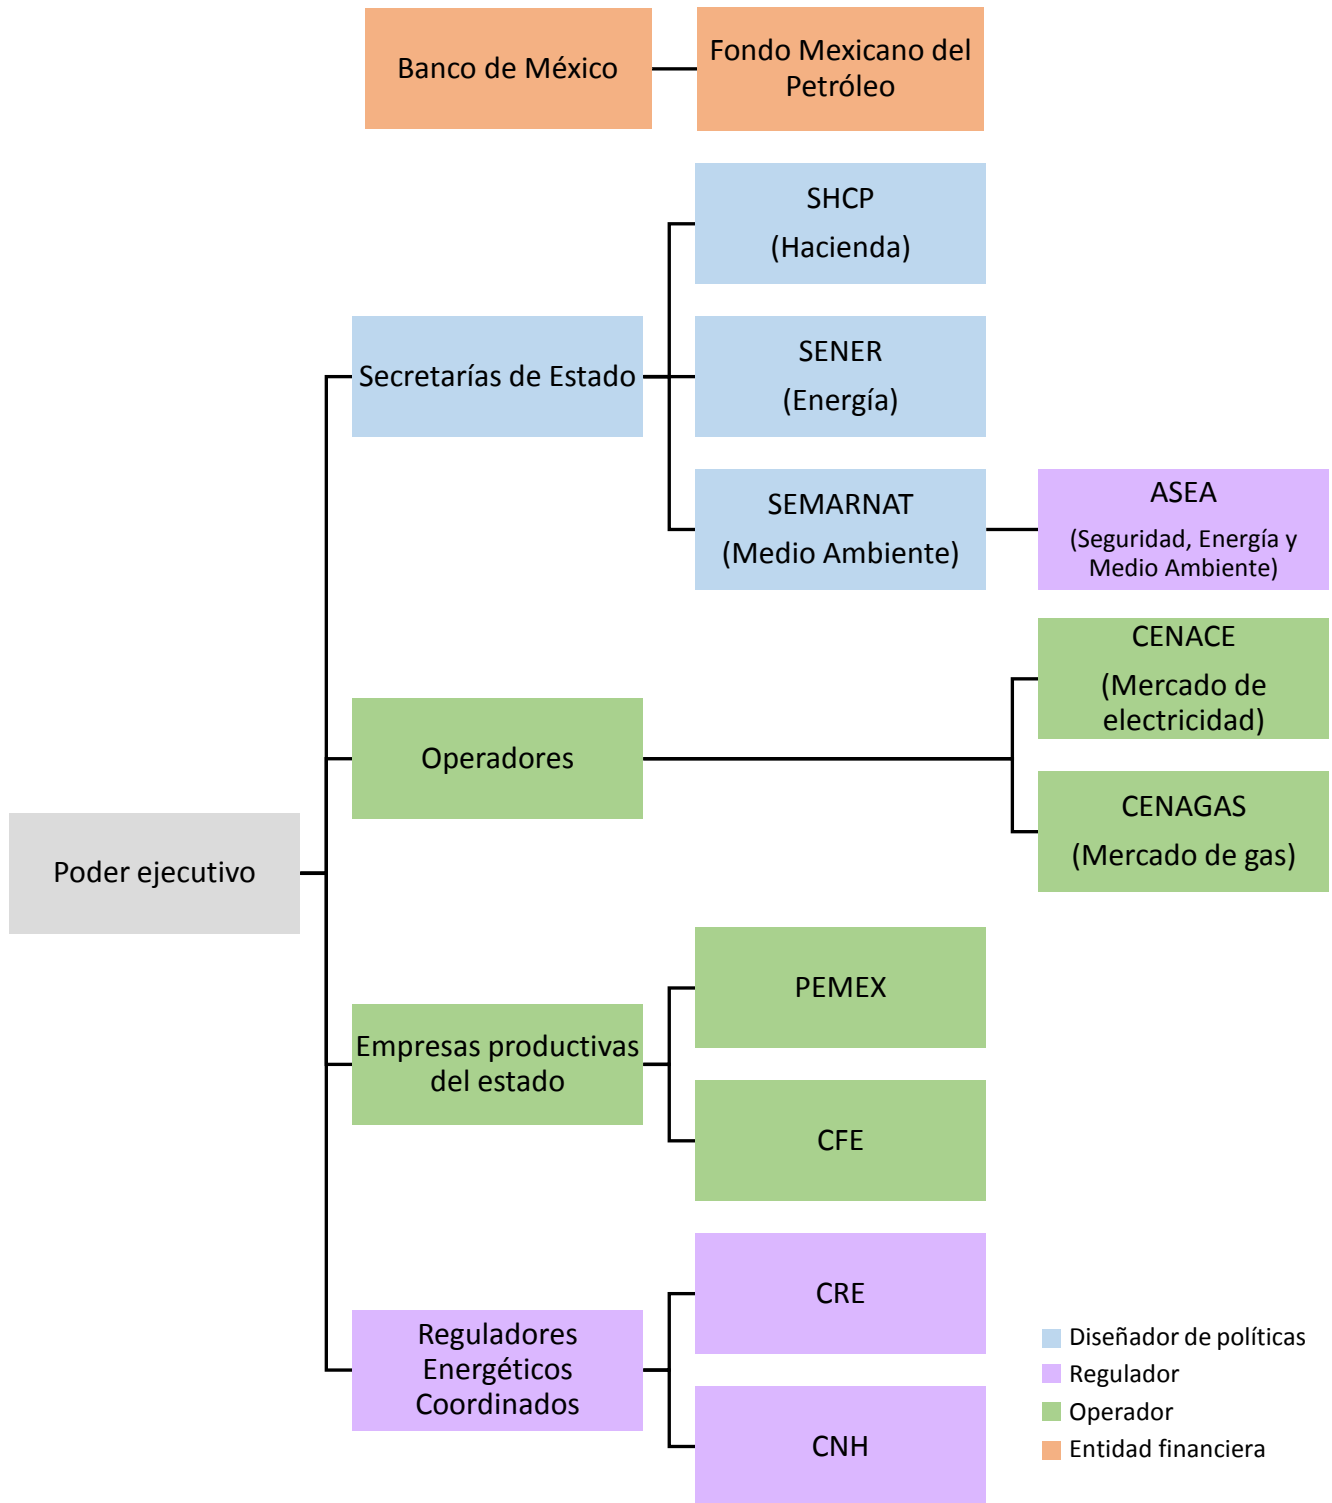 Banco de México
Fondo Mexicano del
Petróleo
SHCP
(Hacienda)
Secretarías de Estado
SENER
(Energía)
SEMARNAT
(Medio Ambiente)
ASEA
(Seguridad, Energía y
Medio Ambiente)
Operadores
CENACE
(Mercado de
electricidad)
CENAGAS
(Mercado de gas)
Poder ejecutivo
Empresas productivas
del estado
PEMEX
CFE
Reguladores
Energéticos
Coordinados
CRE
CNH
Diseñador de políticas
Regulador
Operador
Entidad financiera